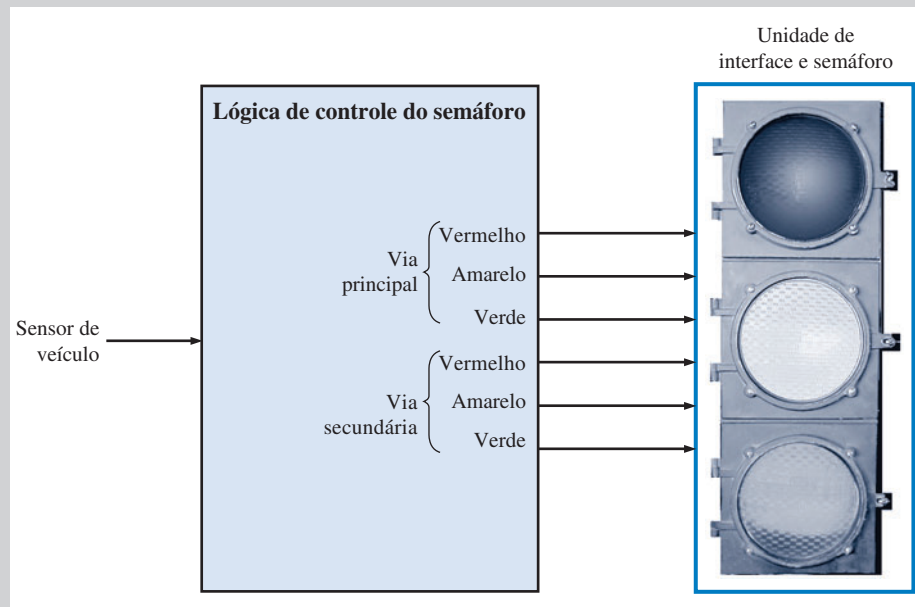 Unidade de
interface e semáforo
Lógica de controle do semáforo
Vermelho
Via
principal
Amarelo
Verde
Sensor de
veículo
Vermelho
Via
secundária
Amarelo
Verde